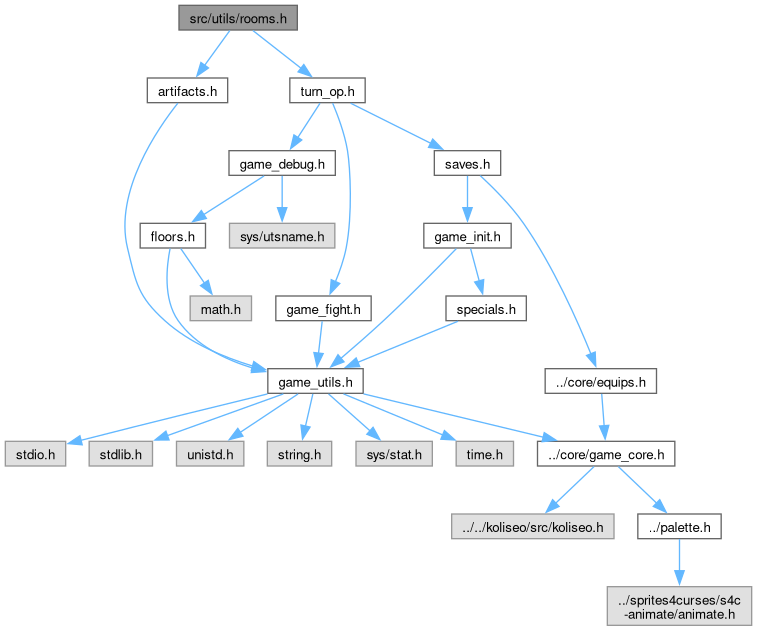 src/utils/rooms.h
artifacts.h
turn_op.h
game_debug.h
saves.h
floors.h
sys/utsname.h
game_init.h
math.h
game_fight.h
specials.h
game_utils.h
../core/equips.h
stdio.h
stdlib.h
unistd.h
string.h
sys/stat.h
time.h
../core/game_core.h
../../koliseo/src/koliseo.h
../palette.h
../sprites4curses/s4c
-animate/animate.h